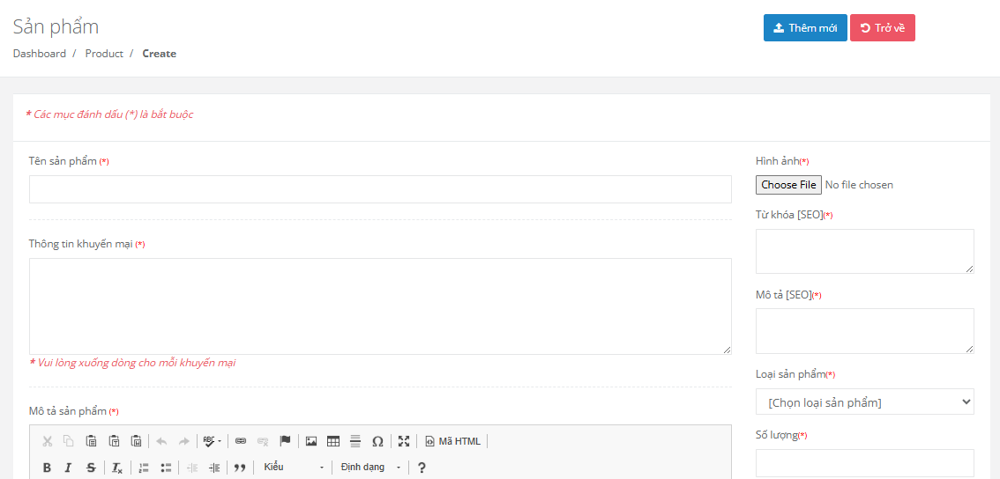 Sản phẩm
Thêm mới
Trở về
Dashboard / Product / Create
* Các mục đánh dấu (*) là bắt buộc
Tên sản phẩm (*)
Thông tin khuyến mại (*)
* Vui lòng xuống dòng cho mỗi khuyến mại
Mô tả sản phẩm (*)
ABC
Mã HTML
B I S Tx
Kiểu
Định dạng
?
Hình ảnh(*)
Choose File No file chosen
Từ khóa [SEO](*)
Mô tả [SEO](*)
Loại sản phẩm(*)
[Chọn loại sản phẩm]
Số lượng(*)